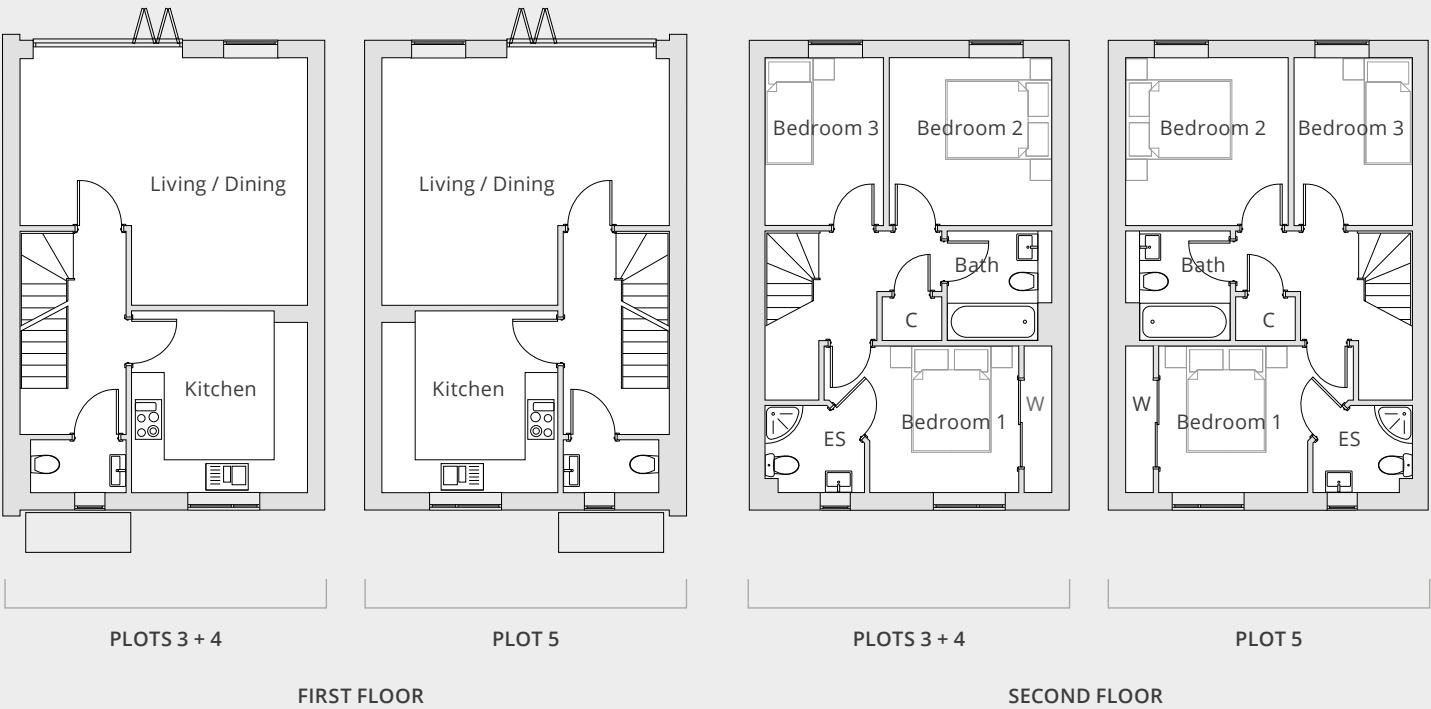 Living / Dining
Kitchen
PLOTS 3 + 4
Living / Dining
Kitchen
PLOT 5
FIRST FLOOR
Bedroom 3
Bedroom 2
Bath
C
Bedroom 1
W
ES
PLOTS 3 + 4
Bedroom 2
Bedroom 3
Bath
C
W
Bedroom 1
ES
PLOT 5
SECOND FLOOR